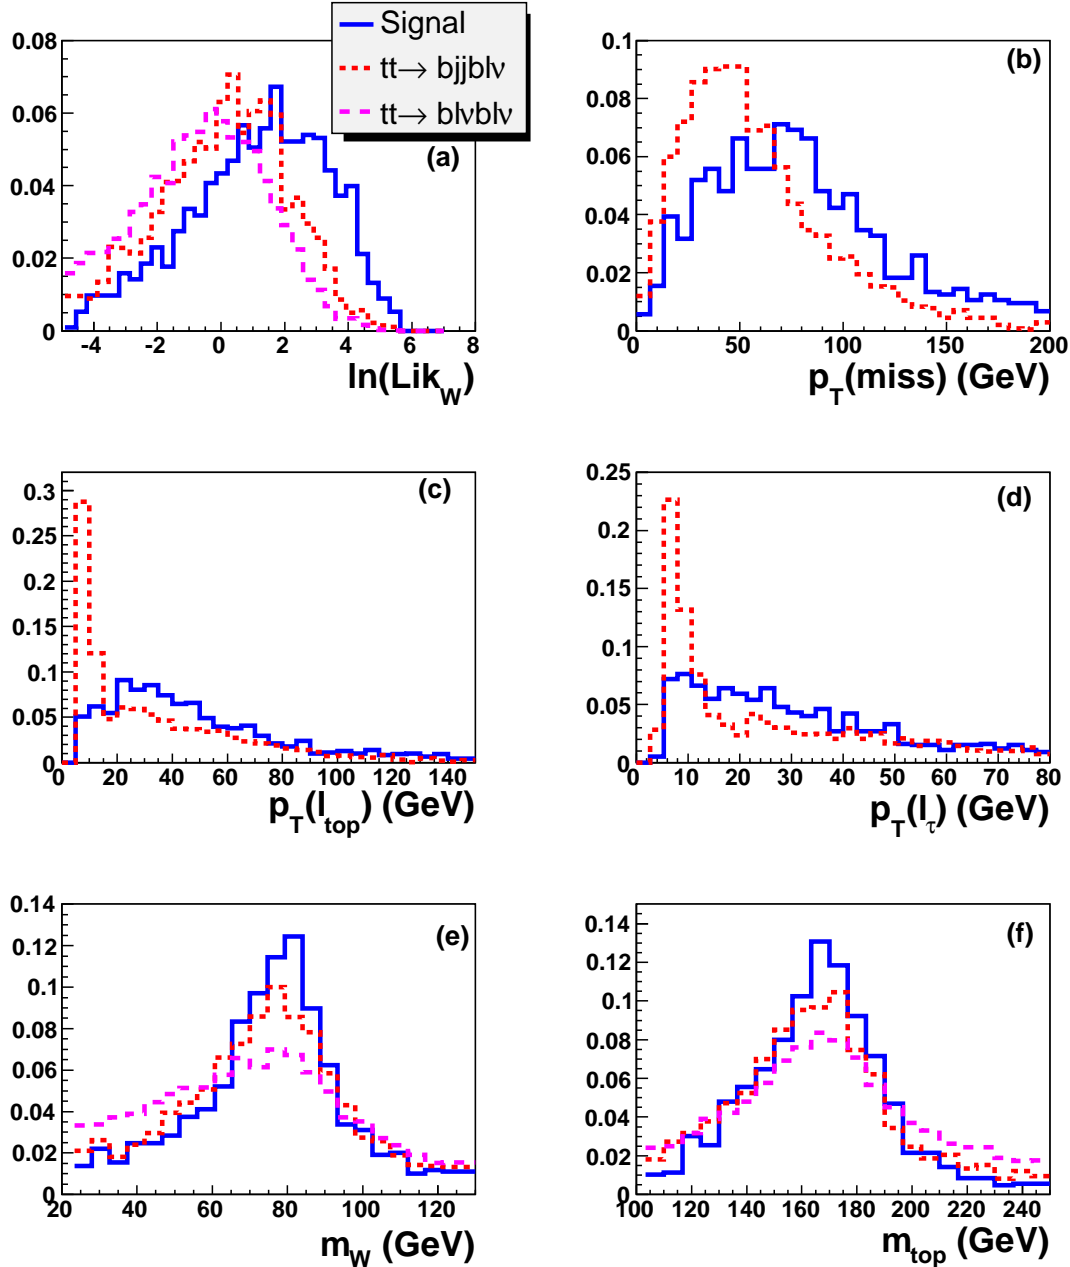 Signal
tt→ bjjblν
tt→ blνblν
(a)
0.08
0.06
0.04
0.02
0
-4 -2 0 2 4 6 8
ln(Lik_W)
(b)
0.1
0.08
0.06
0.04
0.02
0
0 50 100 150 200
p_T(miss) (GeV)
(c)
0.3
0.25
0.2
0.15
0.1
0.05
0
0 20 40 60 80 100 120 140
p_T(l_top) (GeV)
(d)
0.25
0.2
0.15
0.1
0.05
0
0 10 20 30 40 50 60 70 80
p_T(l_τ) (GeV)
(e)
0.14
0.12
0.1
0.08
0.06
0.04
0.02
0
20 40 60 80 100 120
m_W (GeV)
(f)
0.14
0.12
0.1
0.08
0.06
0.04
0.02
0
100 120 140 160 180 200 220 240
m_top (GeV)